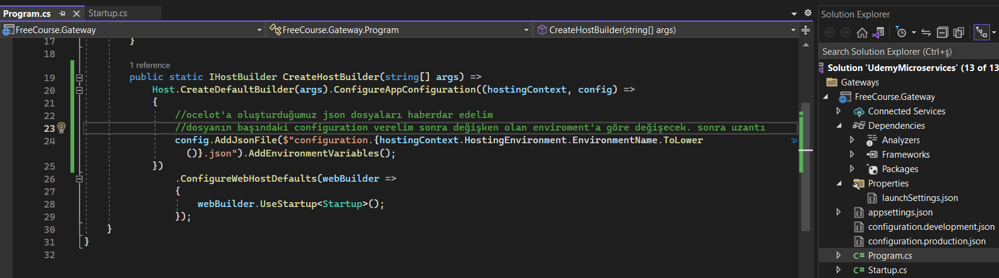 Program.cs
Startup.cs
FreeCourse.Gateway
FreeCourse.Gateway.Program
CreateHostBuilder(string[] args)
17 }
18
1 reference
19 public static IHostBuilder CreateHostBuilder(string[] args) =>
20 Host.CreateDefaultBuilder(args).ConfigureAppConfiguration((hostingContext, config) =>
21 {
22 //ocelot'a oluşturduğumuz json dosyaları haberdar edelim
23 //dosyanın başındaki configuration verelim sonra değişken olan enviroment'a göre değişecek. sonra uzantı
24 config.AddJsonFile($"configuration.{hostingContext.HostingEnvironment.EnvironmentName.ToLower
()}.json").AddEnvironmentVariables();
25 })
26 .ConfigureWebHostDefaults(webBuilder =>
27 {
28 webBuilder.UseStartup<Startup>();
29 });
30 }
31 }
32
Solution Explorer
Search Solution Explorer (Ctrl+ş)
Solution 'UdemyMicroservices' (13 of 13
Gateways
FreeCourse.Gateway
Connected Services
Dependencies
Analyzers
Frameworks
Packages
Properties
launchSettings.json
appsettings.json
configuration.development.json
configuration.production.json
C# Program.cs
C# Startup.cs